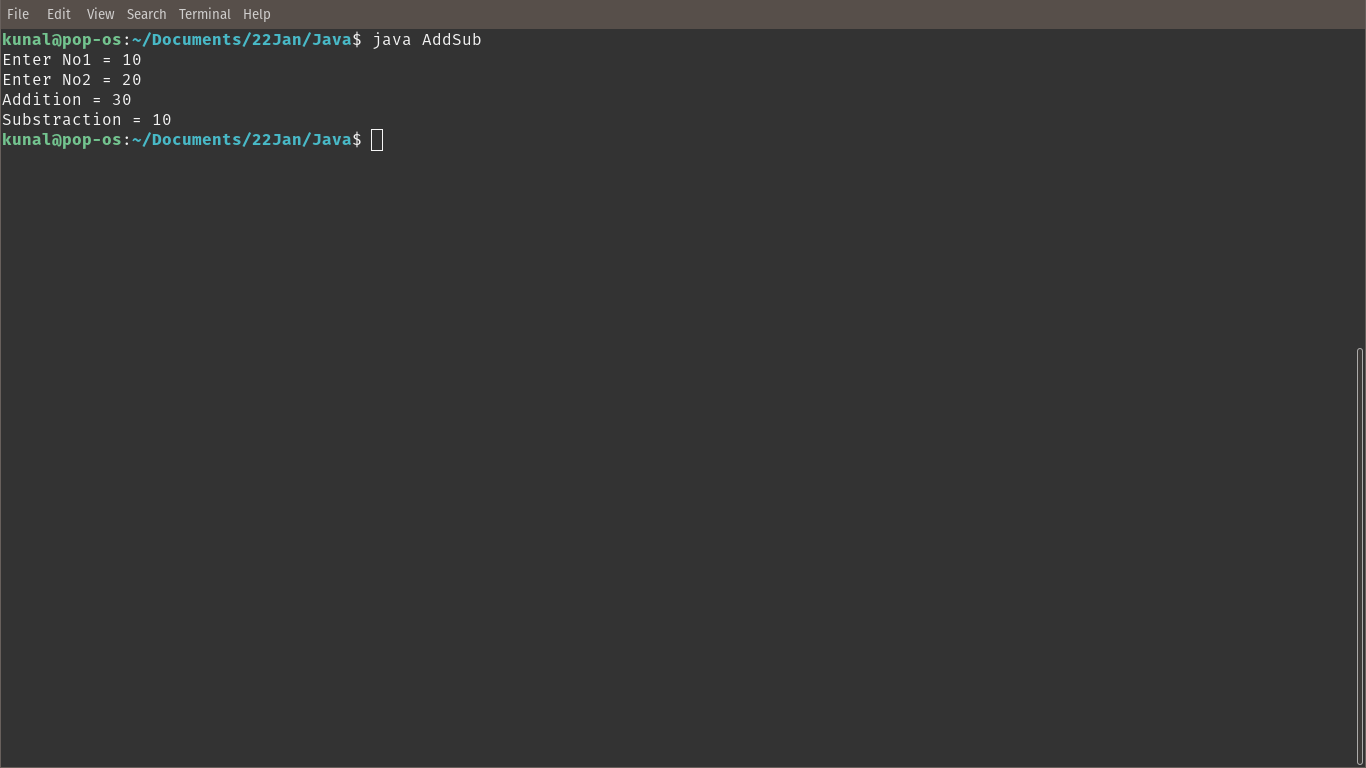 File Edit View Search Terminal Help
kunal@pop-os:~/Documents/22Jan/Java$ java AddSub
Enter No1 = 10
Enter No2 = 20
Addition = 30
Substraction = 10
kunal@pop-os:~/Documents/22Jan/Java$